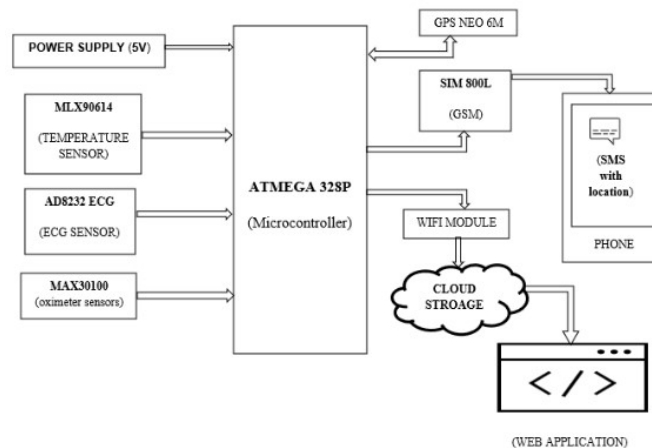 POWER SUPPLY (5V)
MLX90614
(TEMPERATURE
SENSOR)
AD8232 ECG
(ECG SENSOR)
MAX30100
(oximeter sensors)
ATMEGA 328P
(Microcontroller)
GPS NEO 6M
SIM 800L
(GSM)
(SMS
with
location)
PHONE
WIFI MODULE
CLOUD
STROAGE
</>
(WEB APPLICATION)